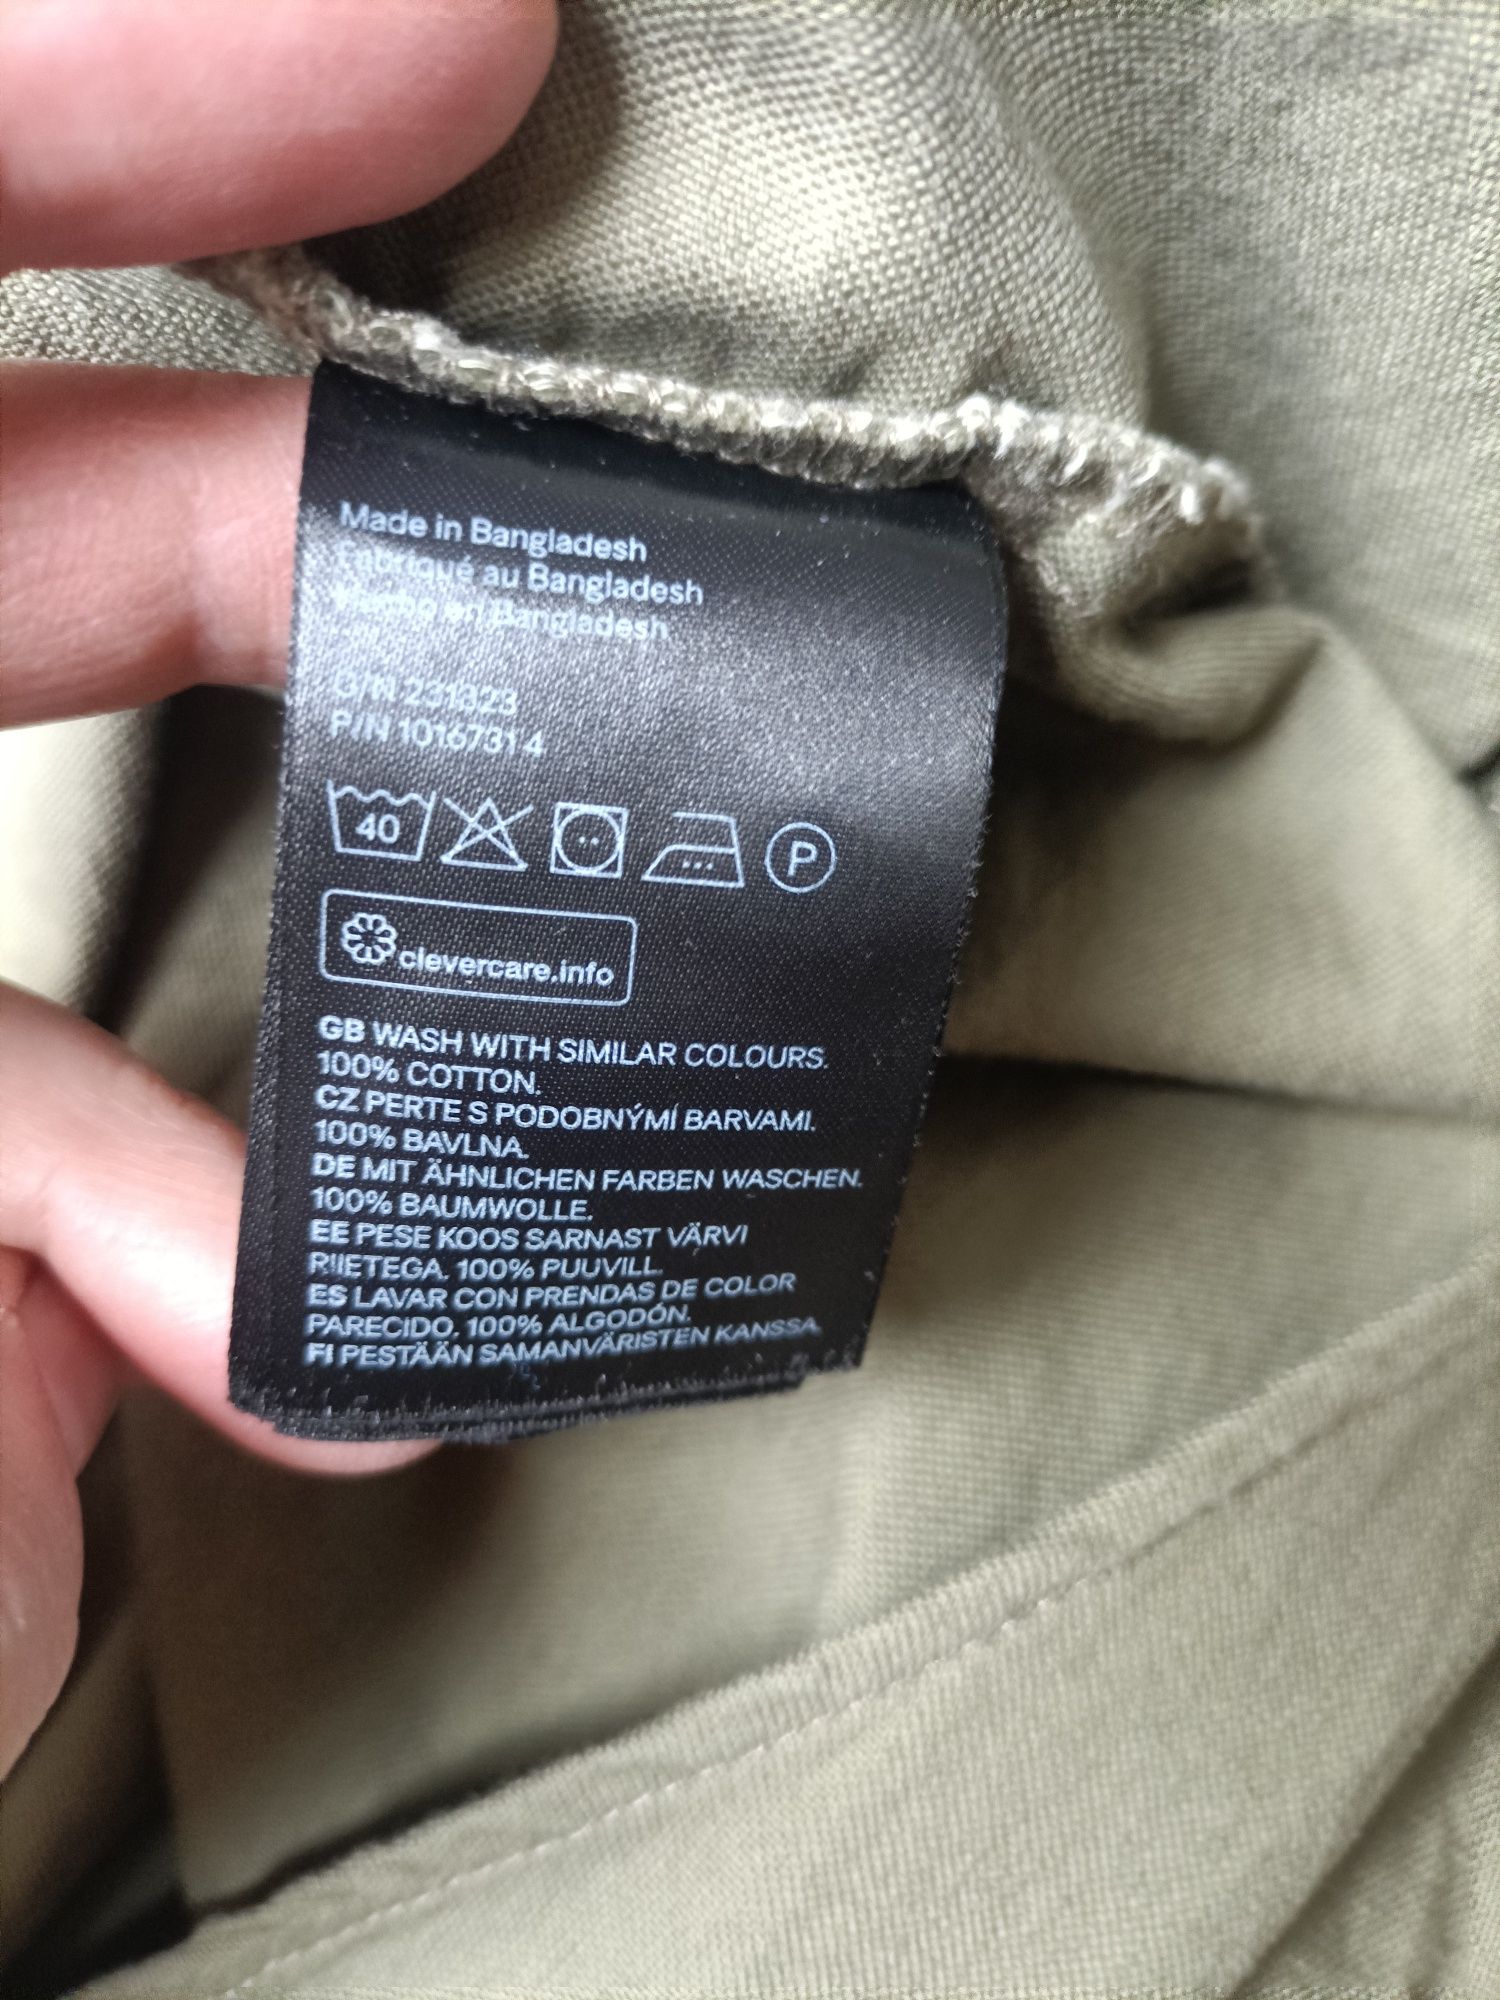 Made in Bangladesh
Fabriqué au Bangladesh
Hecho en Bangladesh
O/N 231323
P/N 10167314
40
P
clevercare.info
GB WASH WITH SIMILAR COLOURS.
100% COTTON.
CZ PERTE S PODOBNÝMI BARVAMI.
100% BAVLNA.
DE MIT ÄHNLICHEN FARBEN WASCHEN.
100% BAUMWOLLE.
EE PESE KOOS SARNAST VÄRVI
RIIETEGA. 100% PUUVILL.
ES LAVAR CON PRENDAS DE COLOR
PARECIDO. 100% ALGODÓN.
FI PESTÄÄN SAMANVÄRISTEN KANSSA.